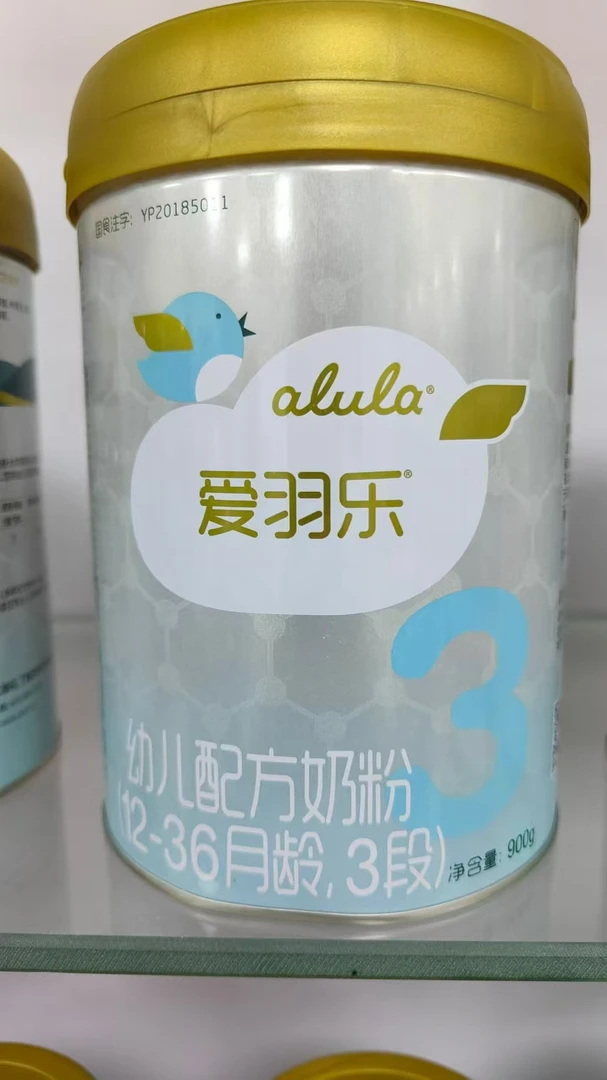 国食注字: YP20185011
alula®
爱羽乐®
3
幼儿配方奶粉
(12-36月龄, 3段)
净含量: 900g